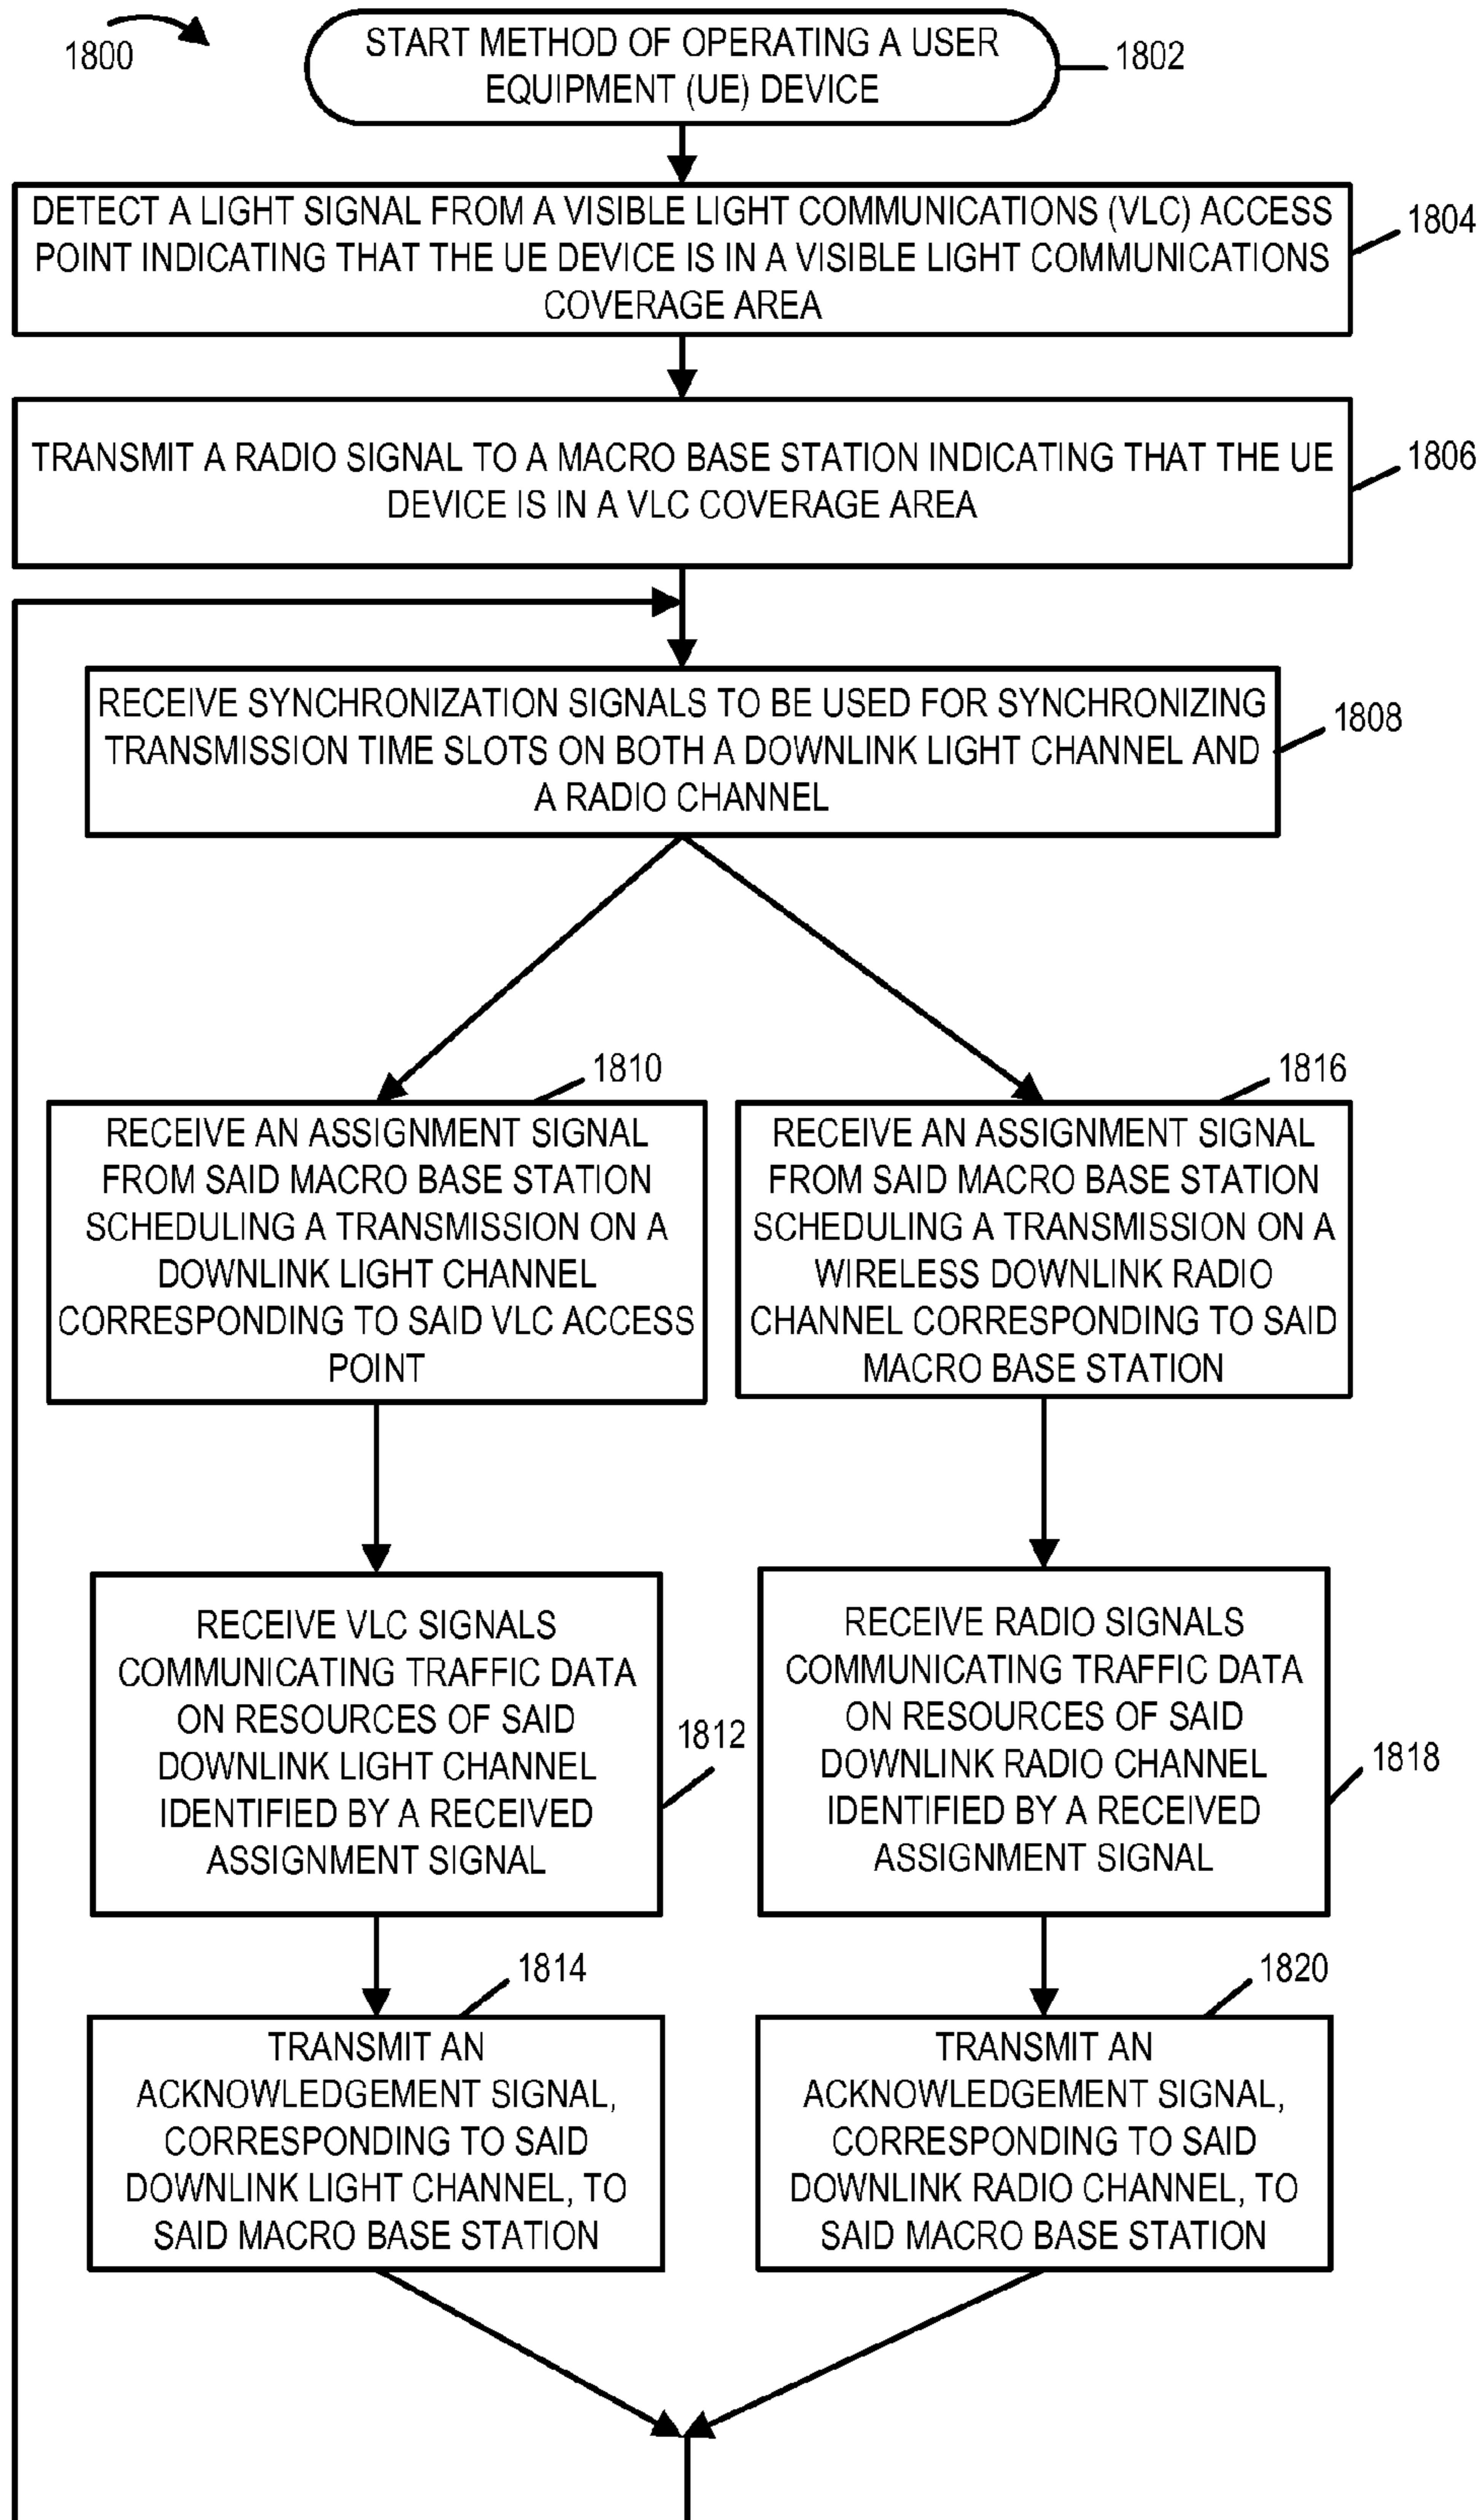 1800
START METHOD OF OPERATING A USER
EQUIPMENT (UE) DEVICE
1802
DETECT A LIGHT SIGNAL FROM A VISIBLE LIGHT COMMUNICATIONS (VLC) ACCESS
POINT INDICATING THAT THE UE DEVICE IS IN A VISIBLE LIGHT COMMUNICATIONS
COVERAGE AREA
1804
TRANSMIT A RADIO SIGNAL TO A MACRO BASE STATION INDICATING THAT THE UE
DEVICE IS IN A VLC COVERAGE AREA
1806
RECEIVE SYNCHRONIZATION SIGNALS TO BE USED FOR SYNCHRONIZING
TRANSMISSION TIME SLOTS ON BOTH A DOWNLINK LIGHT CHANNEL AND
A RADIO CHANNEL
1808
1810
RECEIVE AN ASSIGNMENT SIGNAL
FROM SAID MACRO BASE STATION
SCHEDULING A TRANSMISSION ON A
DOWNLINK LIGHT CHANNEL
CORRESPONDING TO SAID VLC ACCESS
POINT
1816
RECEIVE AN ASSIGNMENT SIGNAL
FROM SAID MACRO BASE STATION
SCHEDULING A TRANSMISSION ON A
WIRELESS DOWNLINK RADIO
CHANNEL CORRESPONDING TO SAID
MACRO BASE STATION
RECEIVE VLC SIGNALS
COMMUNICATING TRAFFIC DATA
ON RESOURCES OF SAID
DOWNLINK LIGHT CHANNEL
IDENTIFIED BY A RECEIVED
ASSIGNMENT SIGNAL
1812
RECEIVE RADIO SIGNALS
COMMUNICATING TRAFFIC DATA
ON RESOURCES OF SAID
DOWNLINK RADIO CHANNEL
IDENTIFIED BY A RECEIVED
ASSIGNMENT SIGNAL
1818
1814
TRANSMIT AN
ACKNOWLEDGEMENT SIGNAL,
CORRESPONDING TO SAID
DOWNLINK LIGHT CHANNEL, TO
SAID MACRO BASE STATION
1820
TRANSMIT AN
ACKNOWLEDGEMENT SIGNAL,
CORRESPONDING TO SAID
DOWNLINK RADIO CHANNEL, TO
SAID MACRO BASE STATION